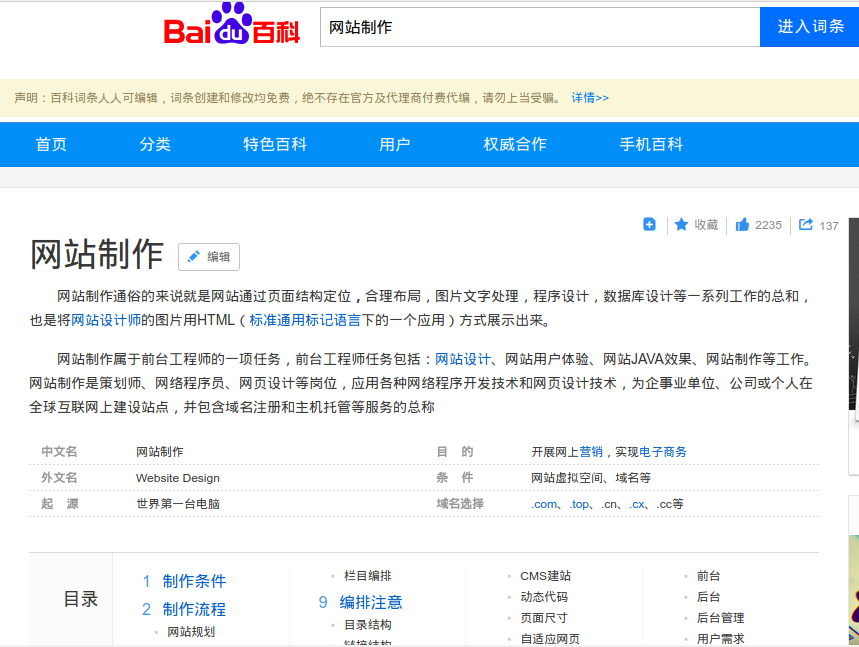 Bai du 百科
网站制作
进入词条
声明：百科词条人人可编辑，词条创建和修改均免费，绝不存在官方及代理商付费代编，请勿上当受骗。 详情>>
首页 分类 特色百科 用户 权威合作 手机百科
收藏 2235 137
网站制作 编辑
网站制作通俗的来说就是网站通过页面结构定位，合理布局，图片文字处理，程序设计，数据库设计等一系列工作的总和，
也是将网站设计师的图片用HTML（标准通用标记语言下的一个应用）方式展示出来。
网站制作属于前台工程师的一项任务，前台工程师任务包括：网站设计、网站用户体验、网站JAVA效果、网站制作等工作。
网站制作是策划师、网络程序员、网页设计等岗位，应用各种网络程序开发技术和网页设计技术，为企事业单位、公司或个人在
全球互联网上建设站点，并包含域名注册和主机托管等服务的总称
中文名 网站制作 目 的 开展网上营销，实现电子商务
外文名 Website Design 条 件 网站虚拟空间、域名等
起 源 世界第一台电脑 域名选择 .com、.top、.cn、.cx、.cc等
目录
1 制作条件
2 制作流程
网站规划
栏目编排
9 编排注意
目录结构
链接结构
CMS建站
动态代码
页面尺寸
自适应网页
前台
后台
后台管理
用户需求